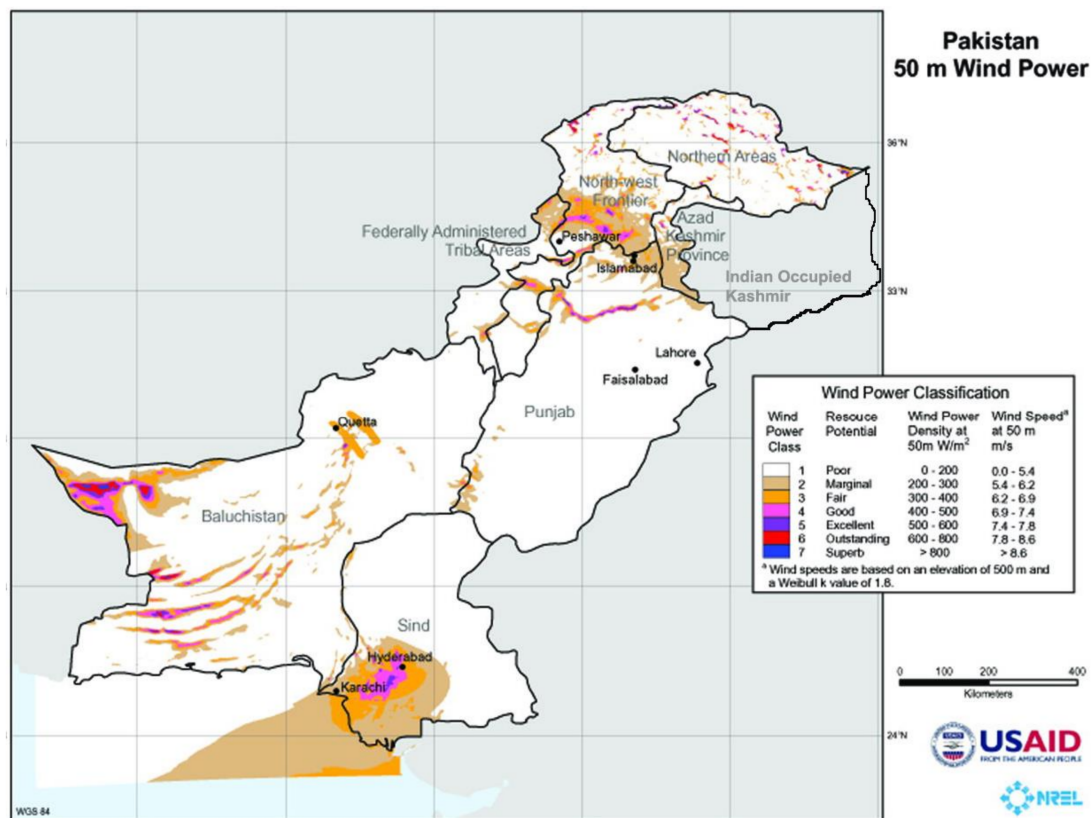 Pakistan
50 m Wind Power
36°N
Northern Areas
North-west
Frontier
Federally Administered
Tribal Areas
Peshawar
Azad
Kashmir
Province
Islamabad
Indian Occupied
Kashmir
33°N
Lahore
Faisalabad
Punjab
Quetta
Baluchistan
Sind
Hyderabad
Karachi
24°N
WGS 84
Wind Power Classification
Wind Power Class Resouce Potential Wind Power Density at 50m W/m² Wind Speedᵃ at 50 m m/s
1 Poor 0 - 200 0.0 - 5.4
2 Marginal 200 - 300 5.4 - 6.2
3 Fair 300 - 400 6.2 - 6.9
4 Good 400 - 500 6.9 - 7.4
5 Excellent 500 - 600 7.4 - 7.8
6 Outstanding 600 - 800 7.8 - 8.6
7 Superb > 800 > 8.6
ᵃ Wind speeds are based on an elevation of 500 m and
a Weibull k value of 1.8.
0 100 200 400
Kilometers
USAID
FROM THE AMERICAN PEOPLE
NREL